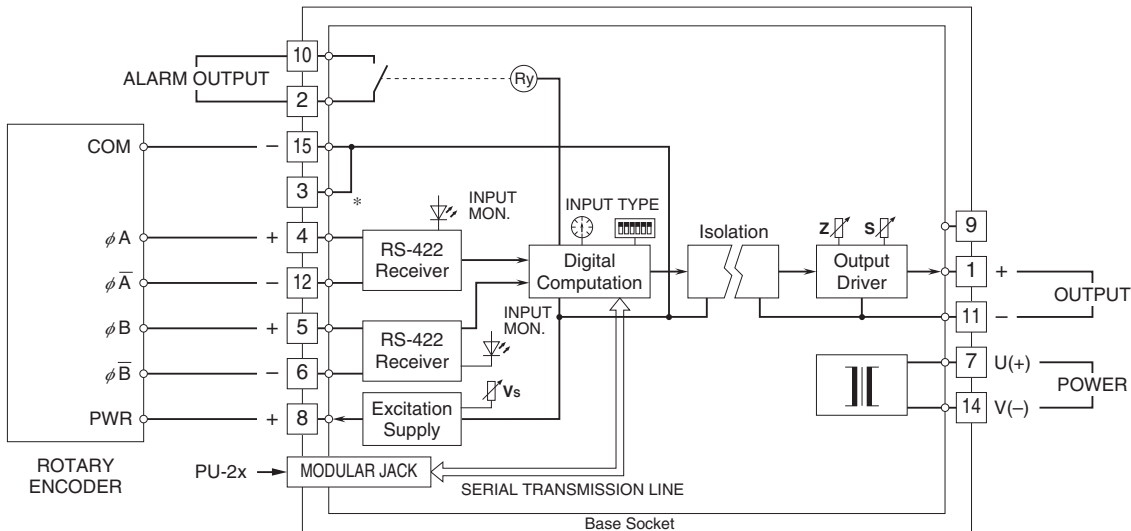 10
ALARM OUTPUT
Ry
2
COM
–
15
3
*
INPUT
MON.
INPUT TYPE
φA
+
4
RS-422
Receiver
φA̅
–
12
Digital
Computation
Isolation
Z
S
Output
Driver
9
1
+
OUTPUT
11
–
φB
+
5
RS-422
Receiver
INPUT
MON.
φB̅
–
6
7
U(+)
POWER
14
V(–)
PWR
+
8
Excitation
Supply
Vs
ROTARY
ENCODER
PU-2x
MODULAR JACK
SERIAL TRANSMISSION LINE
Base Socket